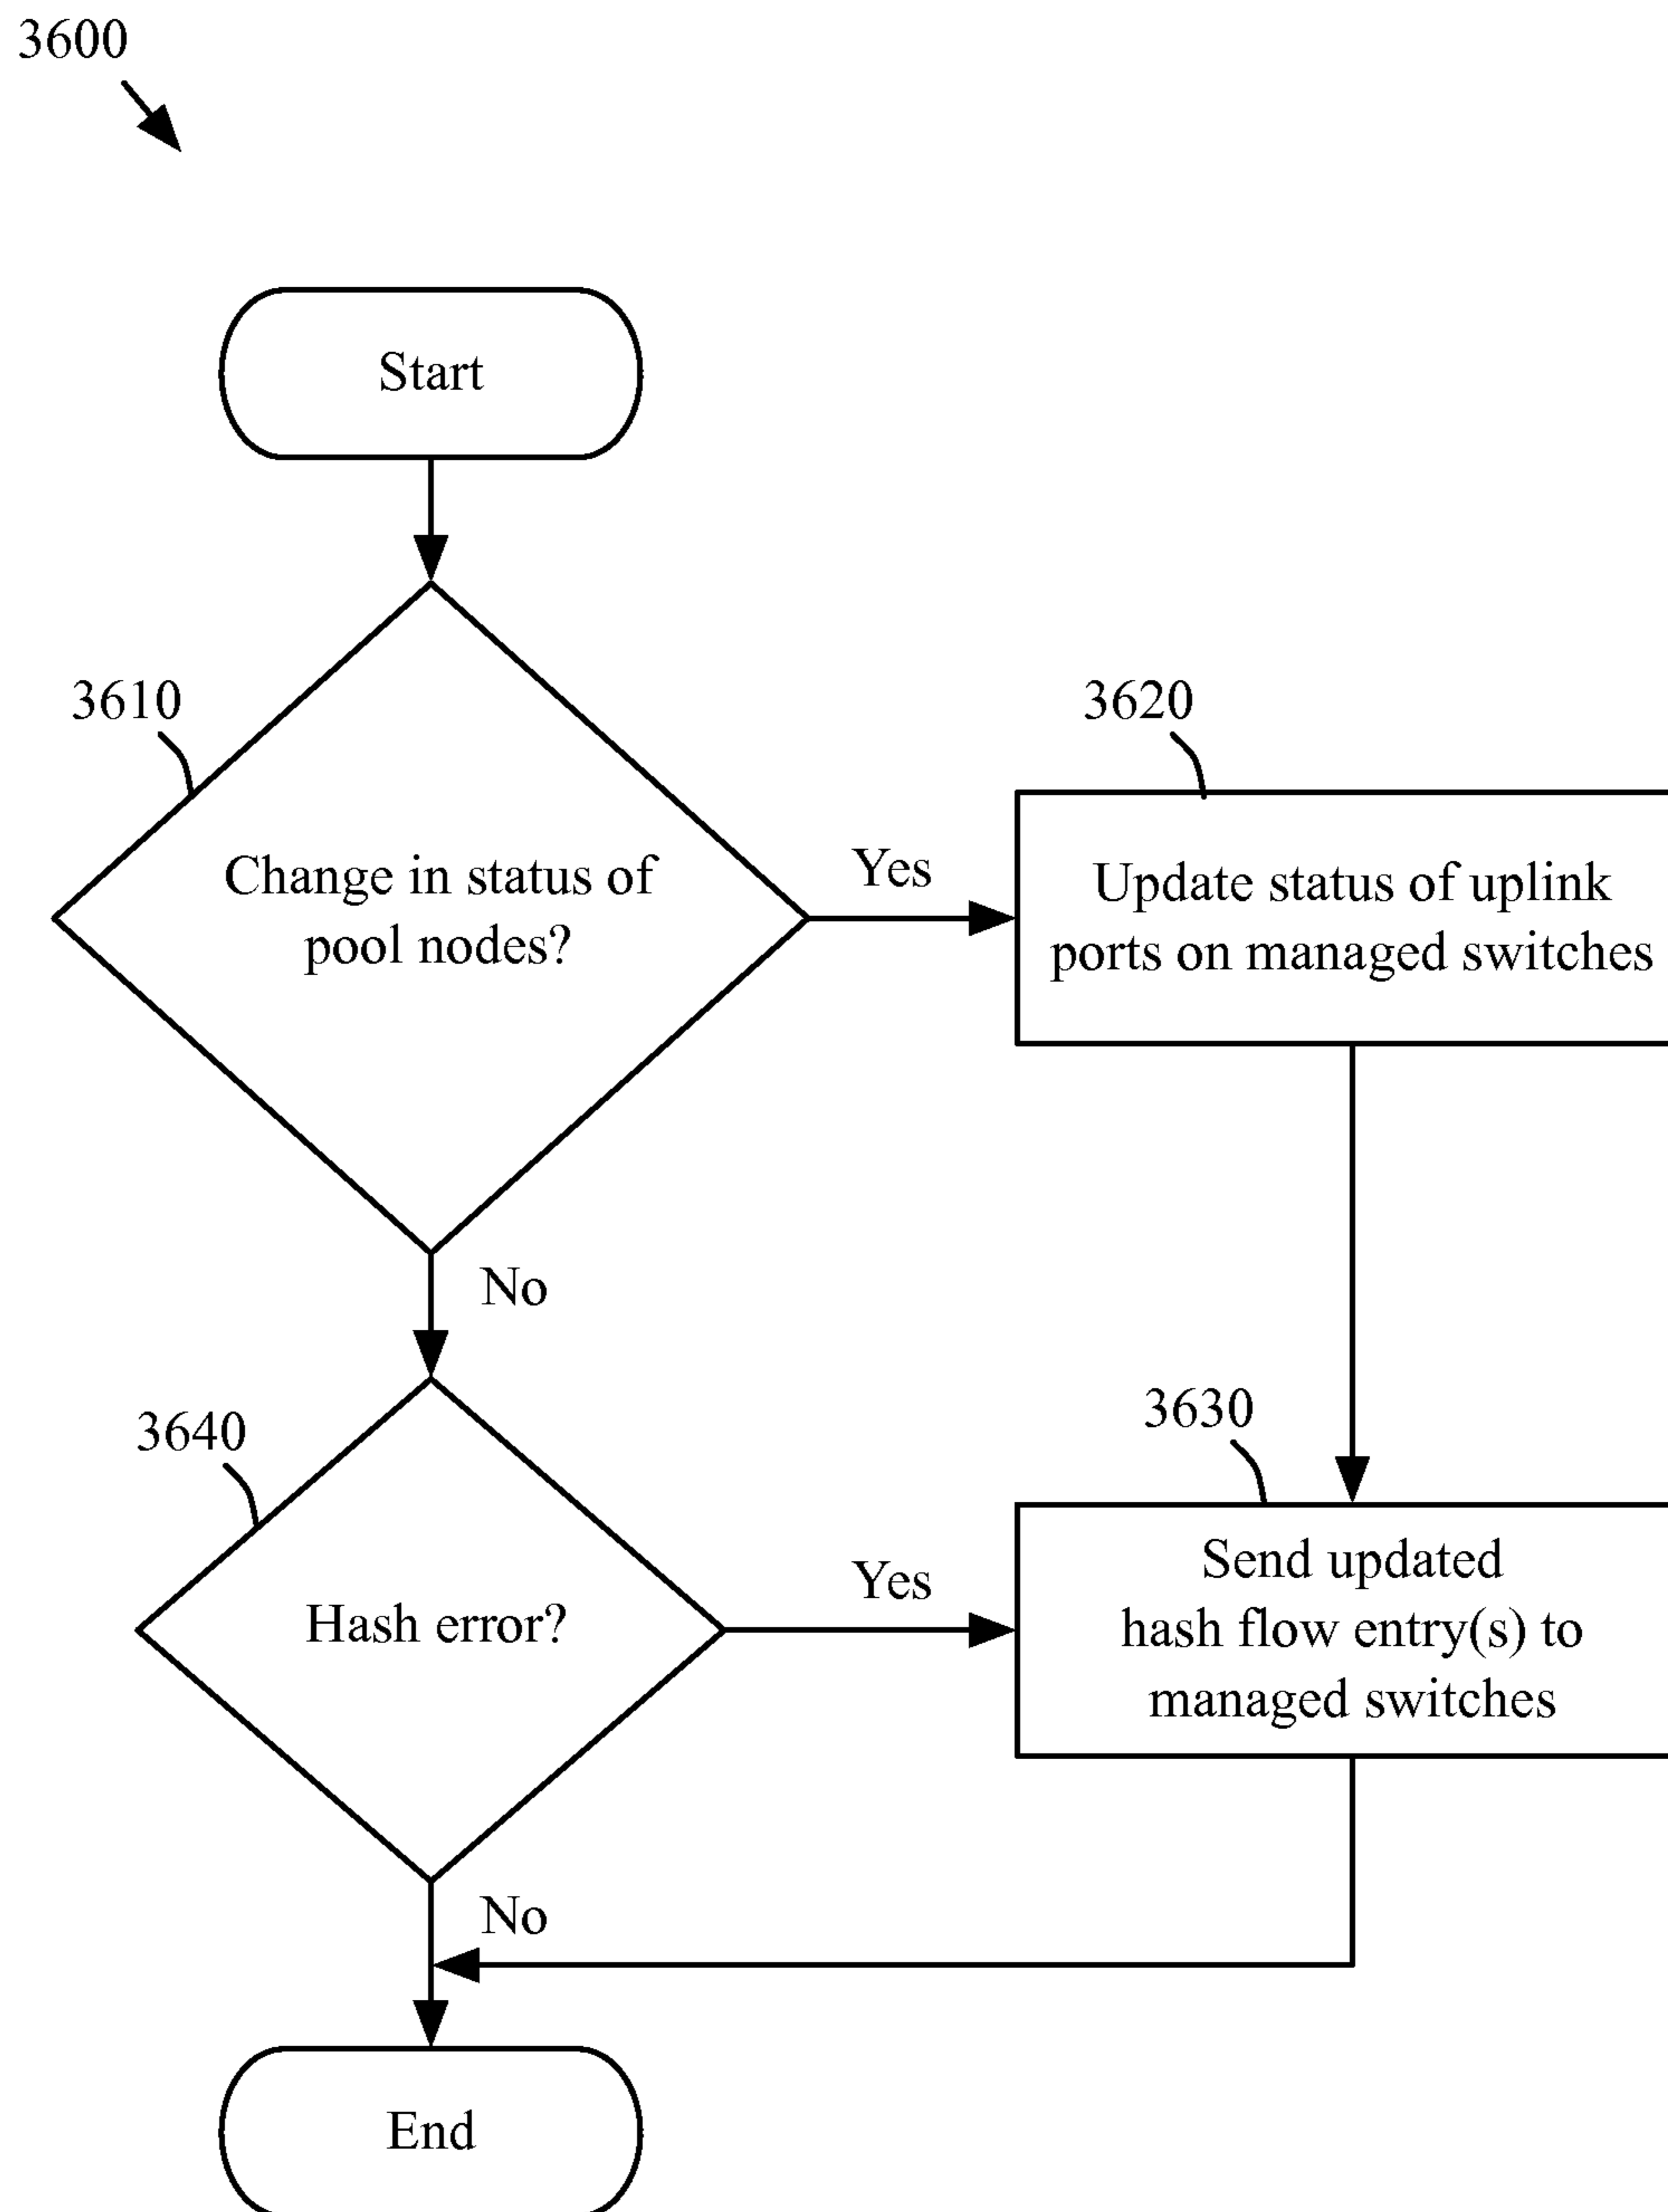 3600
Start
3610
Change in status of
pool nodes?
Yes
3620
Update status of uplink
ports on managed switches
No
3640
Hash error?
Yes
3630
Send updated
hash flow entry(s) to
managed switches
No
End